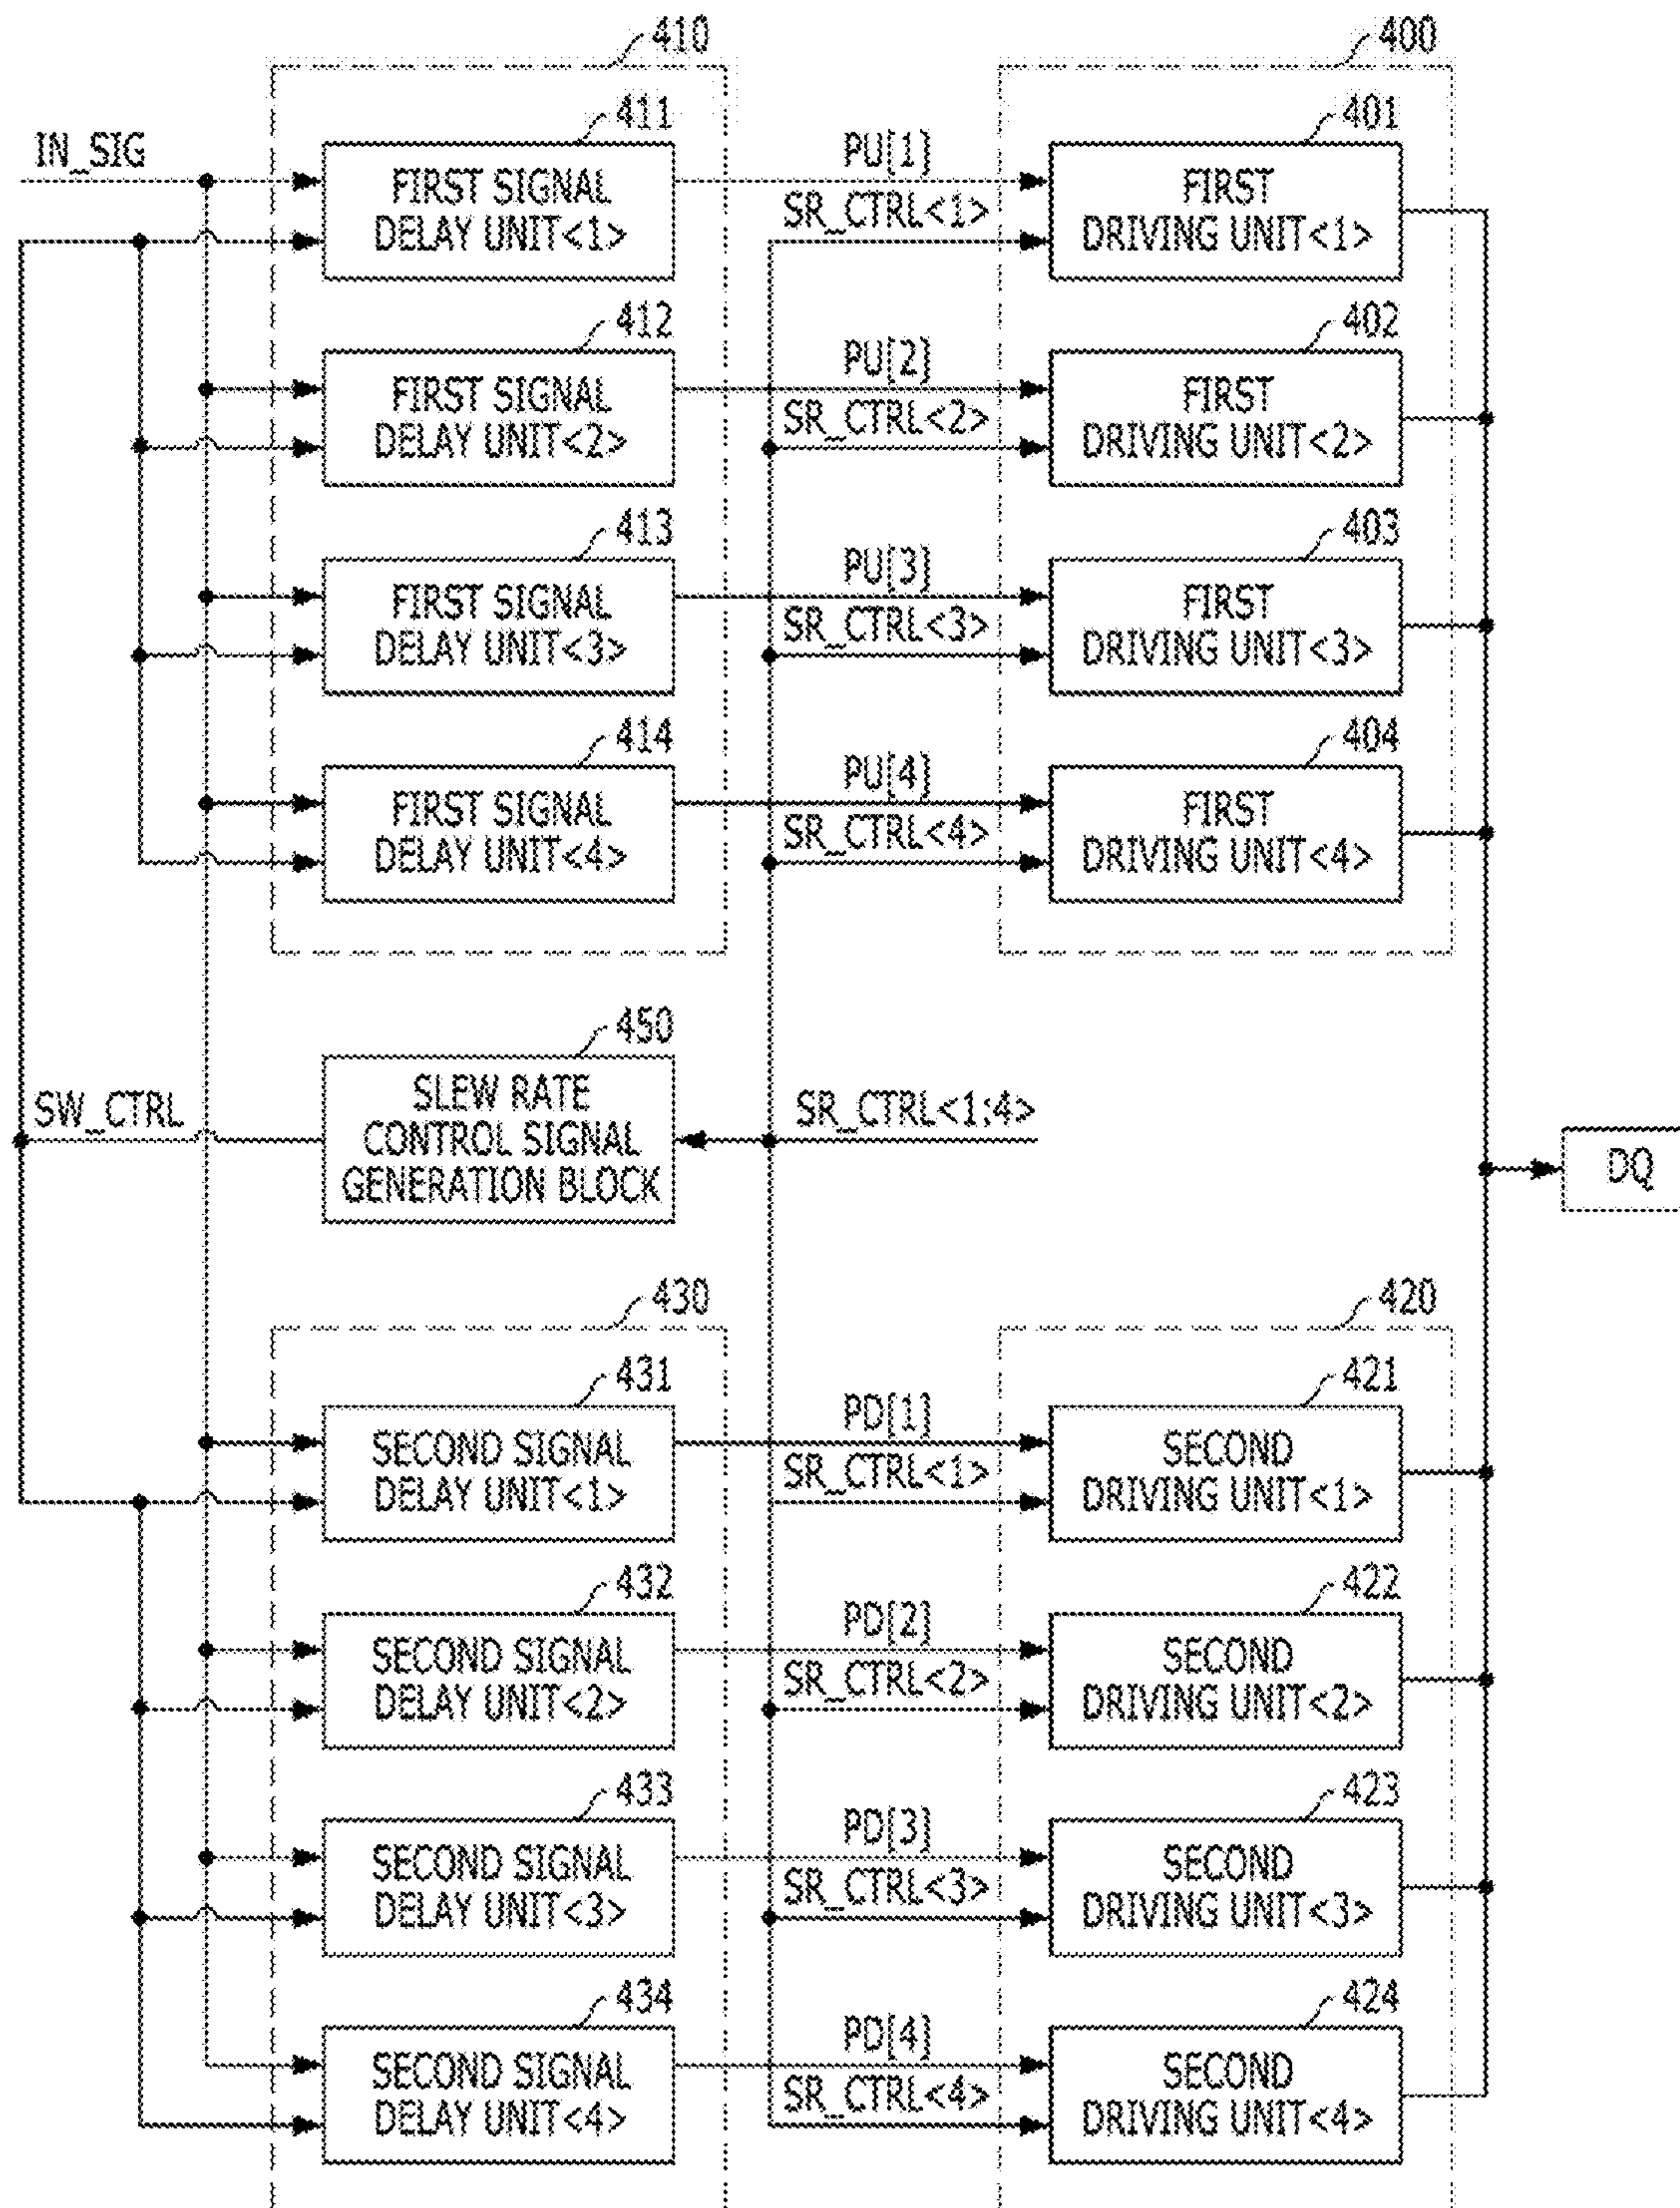 410
400
411
401
IN_SIG
FIRST SIGNAL
DELAY UNIT<1>
PU[1]
SR_CTRL<1>
FIRST
DRIVING UNIT<1>
412
402
FIRST SIGNAL
DELAY UNIT<2>
PU[2]
SR_CTRL<2>
FIRST
DRIVING UNIT<2>
413
403
FIRST SIGNAL
DELAY UNIT<3>
PU[3]
SR_CTRL<3>
FIRST
DRIVING UNIT<3>
414
404
FIRST SIGNAL
DELAY UNIT<4>
PU[4]
SR_CTRL<4>
FIRST
DRIVING UNIT<4>
450
SW_CTRL
SLEW RATE
CONTROL SIGNAL
GENERATION BLOCK
SR_CTRL<1:4>
DQ
430
420
431
421
SECOND SIGNAL
DELAY UNIT<1>
PD[1]
SR_CTRL<1>
SECOND
DRIVING UNIT<1>
432
422
SECOND SIGNAL
DELAY UNIT<2>
PD[2]
SR_CTRL<2>
SECOND
DRIVING UNIT<2>
433
423
SECOND SIGNAL
DELAY UNIT<3>
PD[3]
SR_CTRL<3>
SECOND
DRIVING UNIT<3>
434
424
SECOND SIGNAL
DELAY UNIT<4>
PD[4]
SR_CTRL<4>
SECOND
DRIVING UNIT<4>